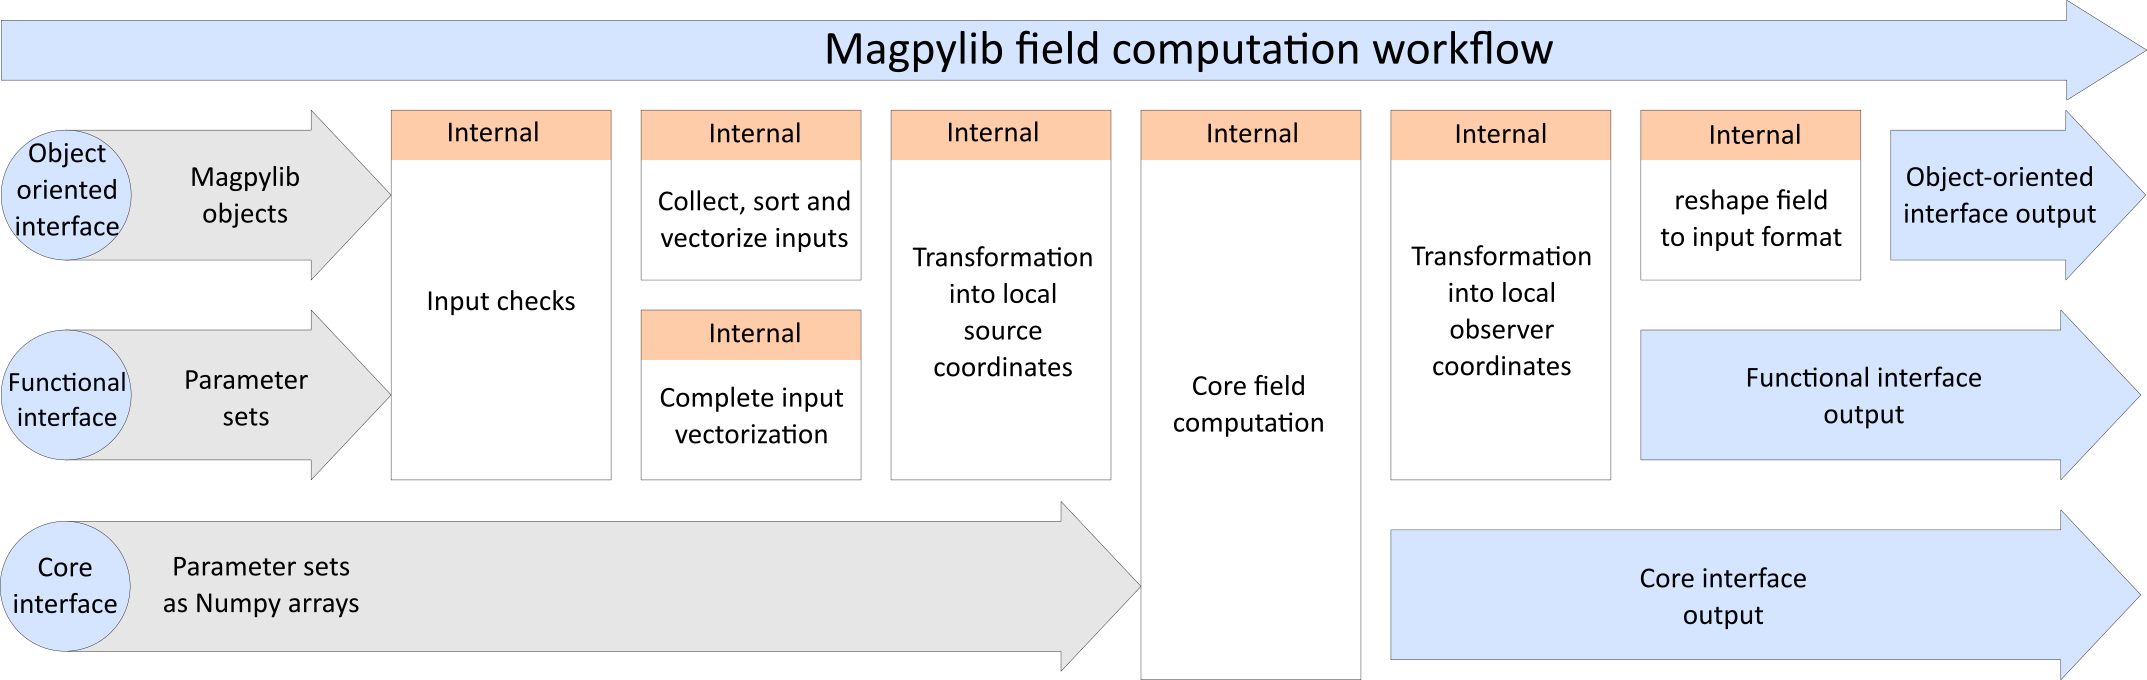 Magpylib field computation workflow
Object
oriented
interface
Magpylib
objects
Internal
Input checks
Internal
Collect, sort and
vectorize inputs
Internal
Transformation
into local
source
coordinates
Internal
Core field
computation
Internal
Transformation
into local
observer
coordinates
Internal
reshape field
to input format
Object-oriented
interface output
Functional
interface
Parameter
sets
Internal
Complete input
vectorization
Functional interface
output
Core
interface
Parameter sets
as Numpy arrays
Core interface
output